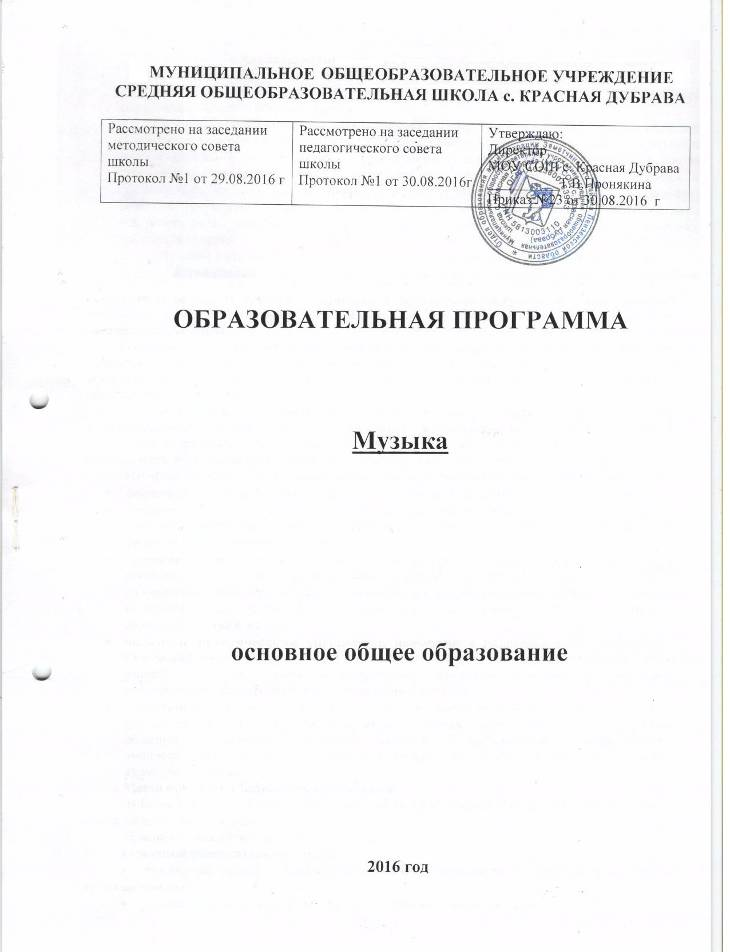 МУНИЦИПАЛЬНОЕ ОБЩЕОБРАЗОВАТЕЛЬНОЕ УЧРЕЖДЕНИЕ
СРЕДНЯЯ ОБЩЕОБРАЗОВАТЕЛЬНАЯ ШКОЛА с. КРАСНАЯ ДУБРАВА
Рассмотрено на заседании
методического совета
школы
Протокол №1 от 29.08.2016 г
Рассмотрено на заседании
педагогического совета
школы
Протокол №1 от 30.08.2016г
Утверждаю:
Директор
МОУ СОШ с. Красная Дубрава
Т.В.Пронякина
Приказ №23 от 30.08.2016 г
ОБРАЗОВАТЕЛЬНАЯ ПРОГРАММА
Музыка
основное общее образование
2016 год